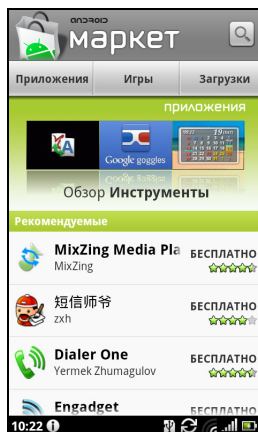 ANDROID
маркет
Приложения Игры Загрузки
приложения
Google goggles
Обзор Инструменты
Рекомендуемые
MixZing Media Pla БЕСПЛАТНО
MixZing
短信师爷 БЕСПЛАТНО
zxh
Dialer One БЕСПЛАТНО
Yermek Zhumagulov
Engadget БЕСПЛАТНО
10:22